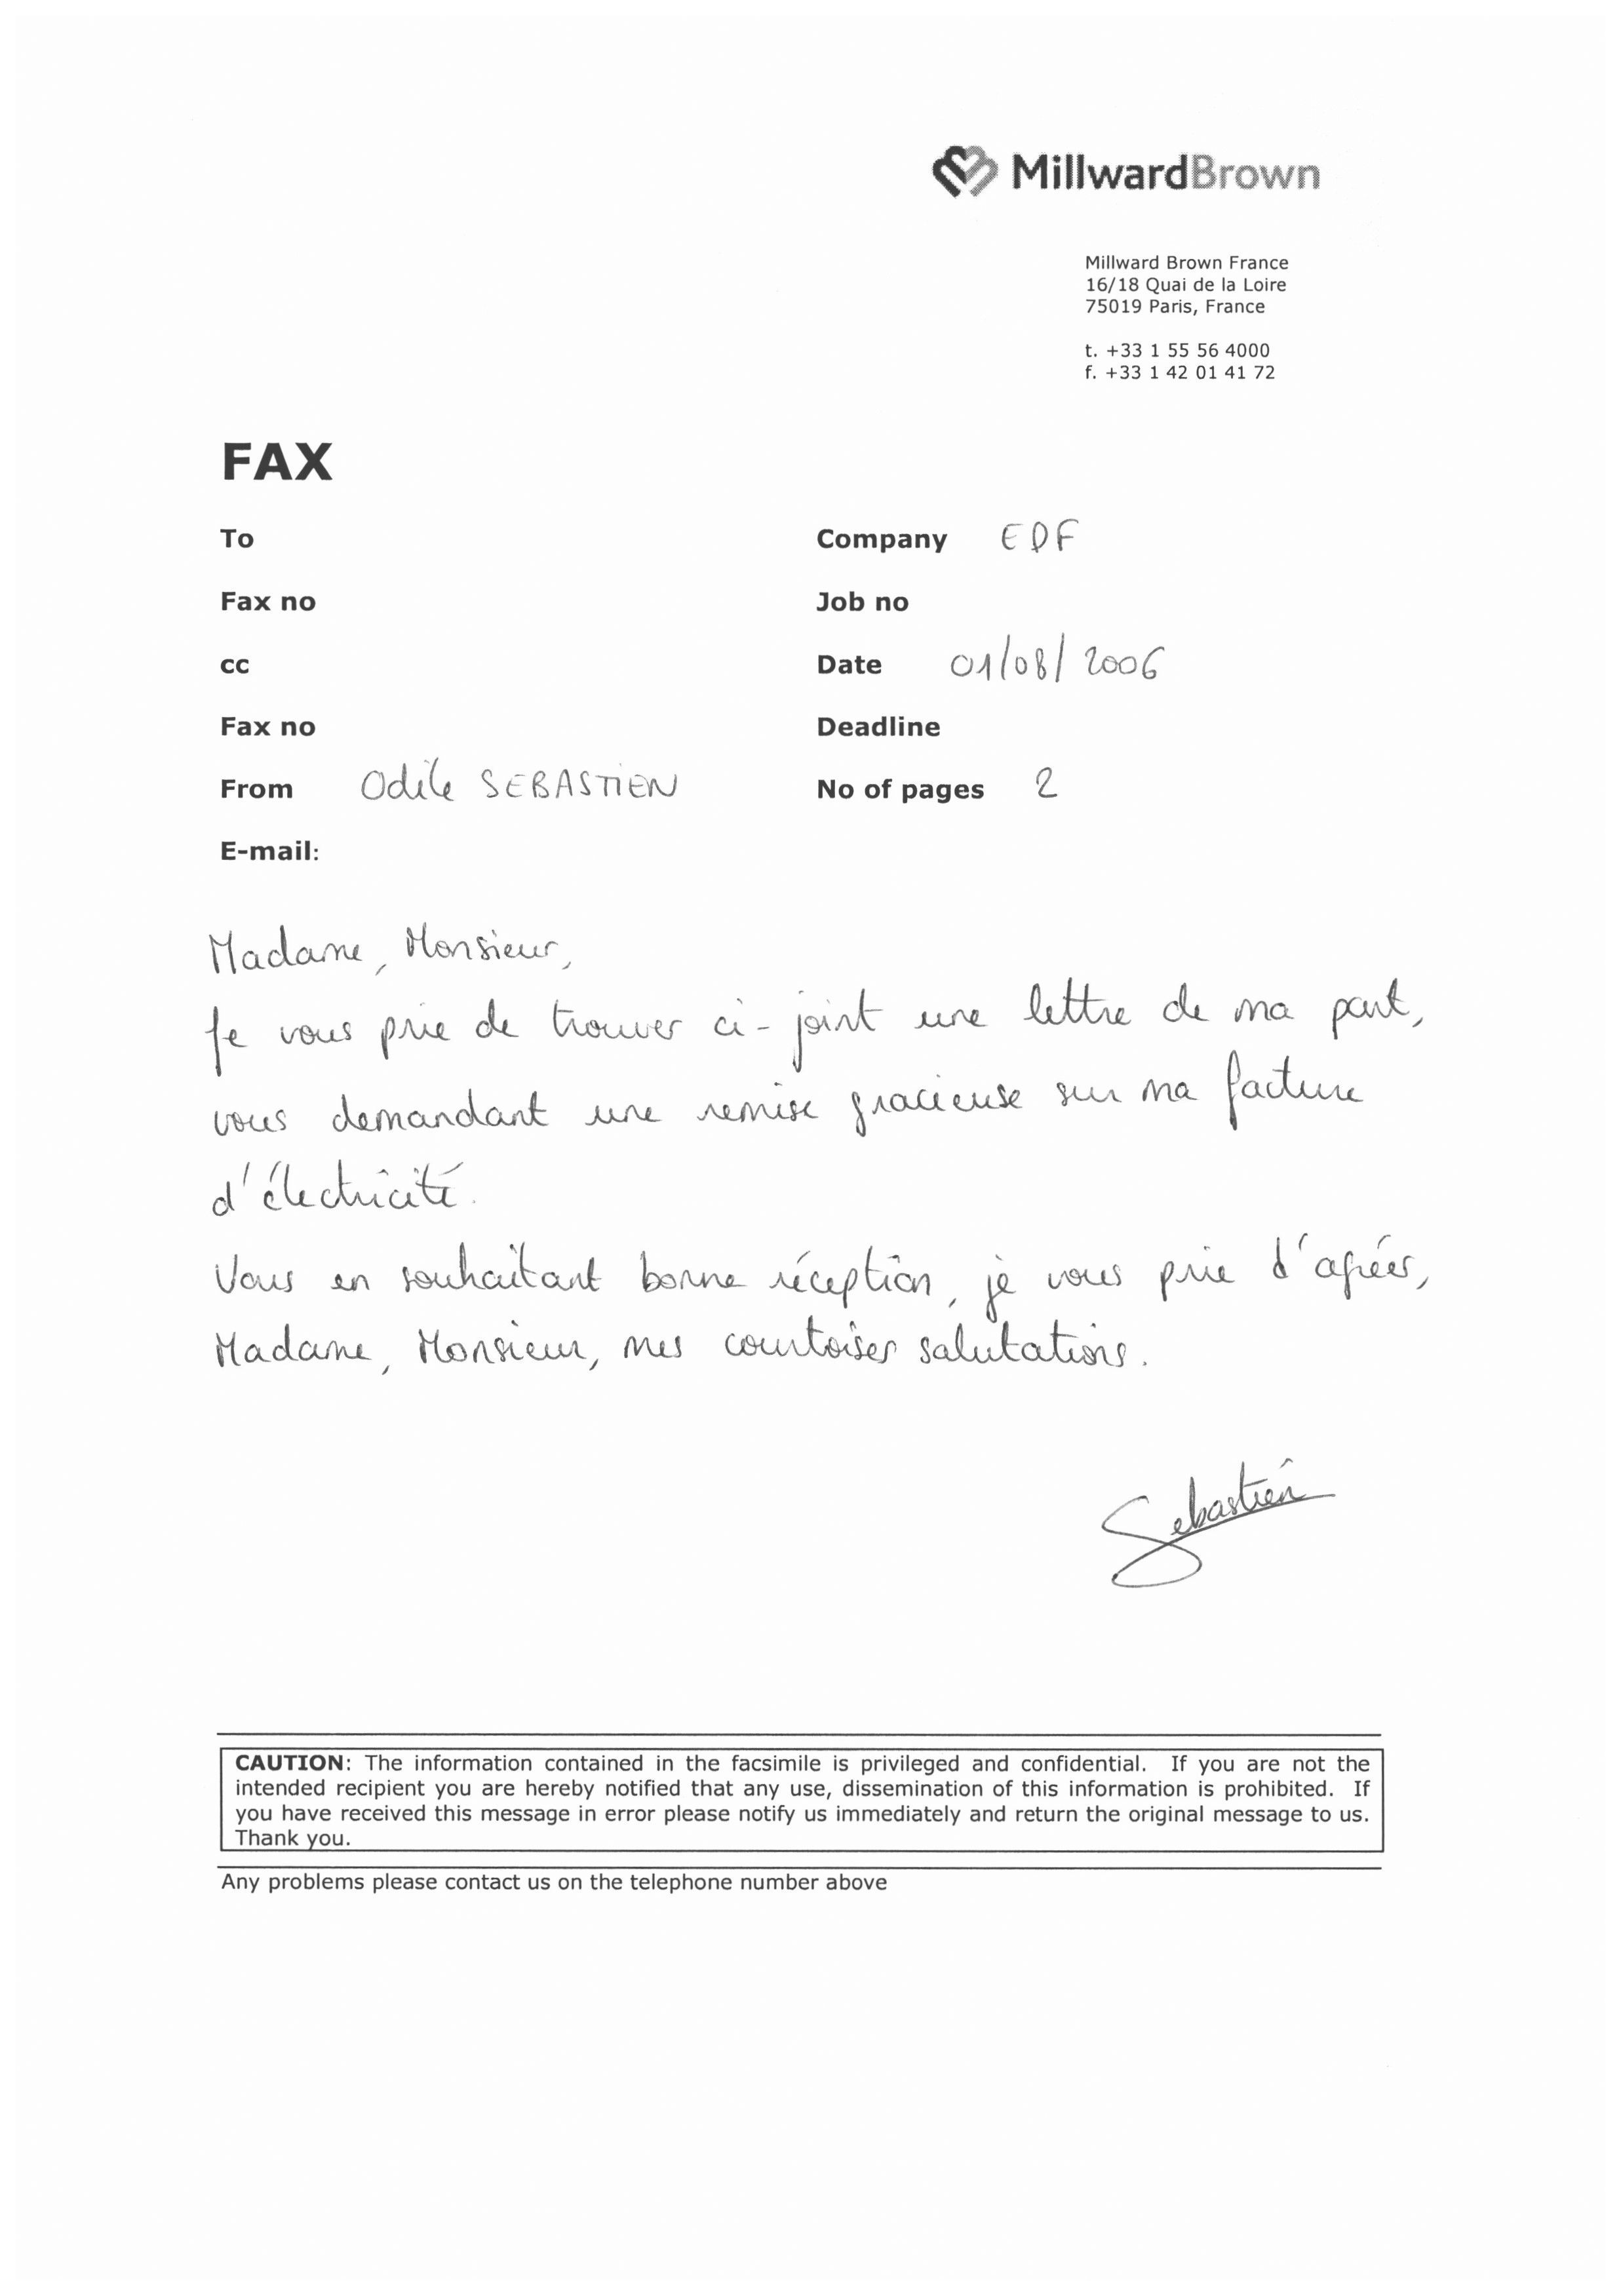 MillwardBrown
Millward Brown France
16/18 Quai de la Loire
75019 Paris, France
t. +33 1 55 56 4000
f. +33 1 42 01 41 72
FAX
To
Company EDF
Fax no
Job no
cc
Date 01/08/2006
Fax no
Deadline
From Odile SEBASTIEN
No of pages 2
E-mail:
Madame, Monsieur,
Je vous prie de trouver ci-joint une lettre de ma part,
vous demandant une remise gracieuse sur ma facture
d'électricité.
Vous en souhaitant bonne réception, je vous prie d'agréer,
Madame, Monsieur, mes courtoises salutations.
Sebastien
CAUTION: The information contained in the facsimile is privileged and confidential. If you are not the
intended recipient you are hereby notified that any use, dissemination of this information is prohibited. If
you have received this message in error please notify us immediately and return the original message to us.
Thank you.
Any problems please contact us on the telephone number above